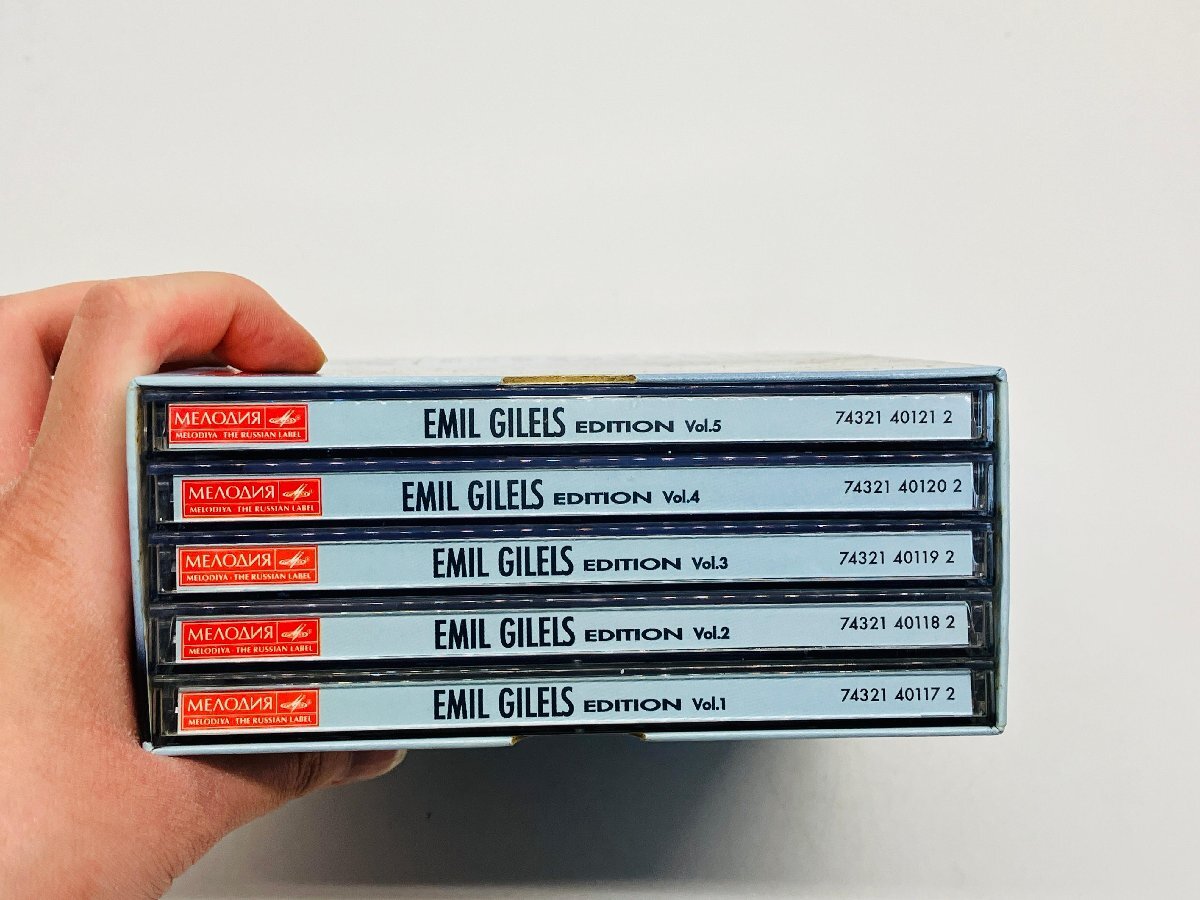 МЕЛОДИЯ
MELODIYA · THE RUSSIAN LABEL
EMIL GILELS EDITION Vol.5
74321 40121 2
МЕЛОДИЯ
MELODIYA · THE RUSSIAN LABEL
EMIL GILELS EDITION Vol.4
74321 40120 2
МЕЛОДИЯ
MELODIYA · THE RUSSIAN LABEL
EMIL GILELS EDITION Vol.3
74321 40119 2
МЕЛОДИЯ
MELODIYA · THE RUSSIAN LABEL
EMIL GILELS EDITION Vol.2
74321 40118 2
МЕЛОДИЯ
MELODIYA · THE RUSSIAN LABEL
EMIL GILELS EDITION Vol.1
74321 40117 2